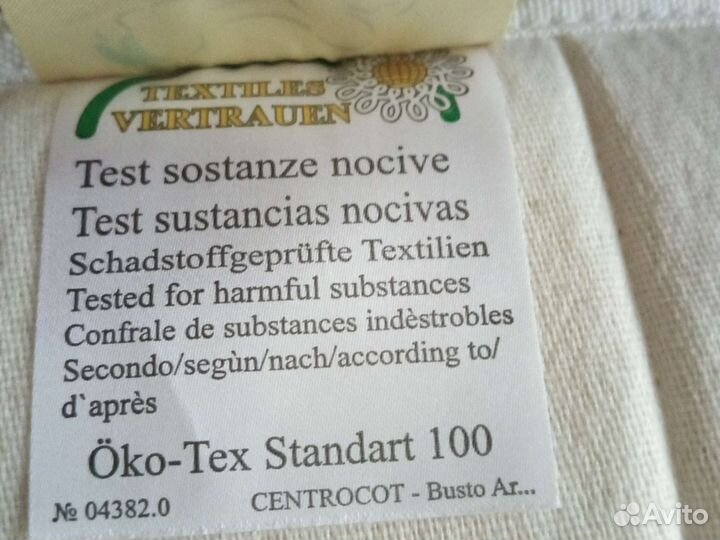 TEXTILES
VERTRAUEN
Test sostanze nocive
Test sustancias nocivas
Schadstoffgeprüfte Textilien
Tested for harmful substances
Confrale de substances indèstrobles
Secondo/segùn/nach/according to/
d`après
Öko-Tex Standart 100
№ 04382.0 CENTROCOT - Busto Ar...
Avito